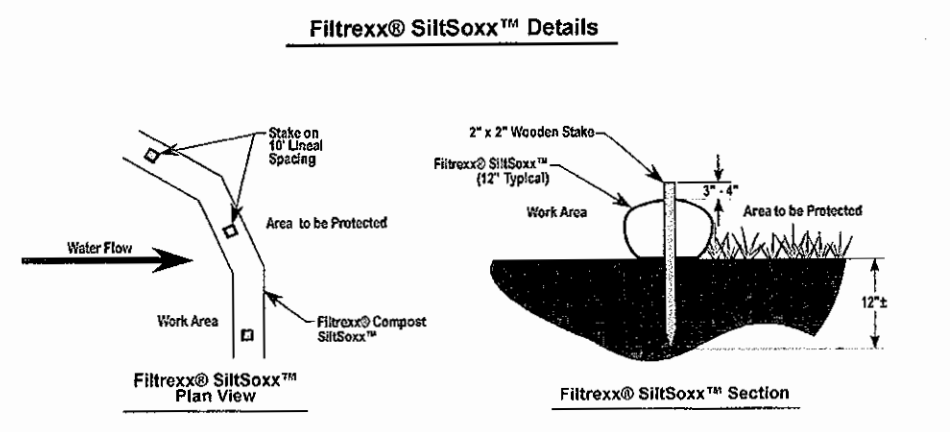 Filtrexx® SiltSoxx™ Details
Stake on
10' Lineal
Spacing
Area to be Protected
Water Flow
Work Area
Filtrexx® Compost
SiltSoxx™
Filtrexx® SiltSoxx™
Plan View
2" x 2" Wooden Stake
Filtrexx® SiltSoxx™
(12" Typical)
3" - 4"
Work Area
Area to be Protected
12"±
Filtrexx® SiltSoxx™ Section